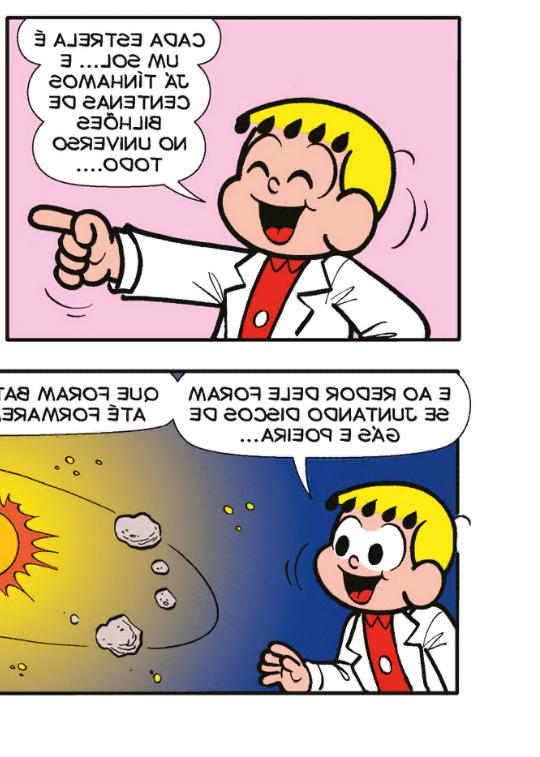 CADA ESTRELA É
UM SOL.... E
JÁ TÍNHAMOS
CENTENAS DE
BILHÕES
NO UNIVERSO
TODO....
E AO REDOR DELE FORAM
SE JUNTANDO DISCOS DE
GÁS E POEIRA...
QUE FORAM
ATÉ